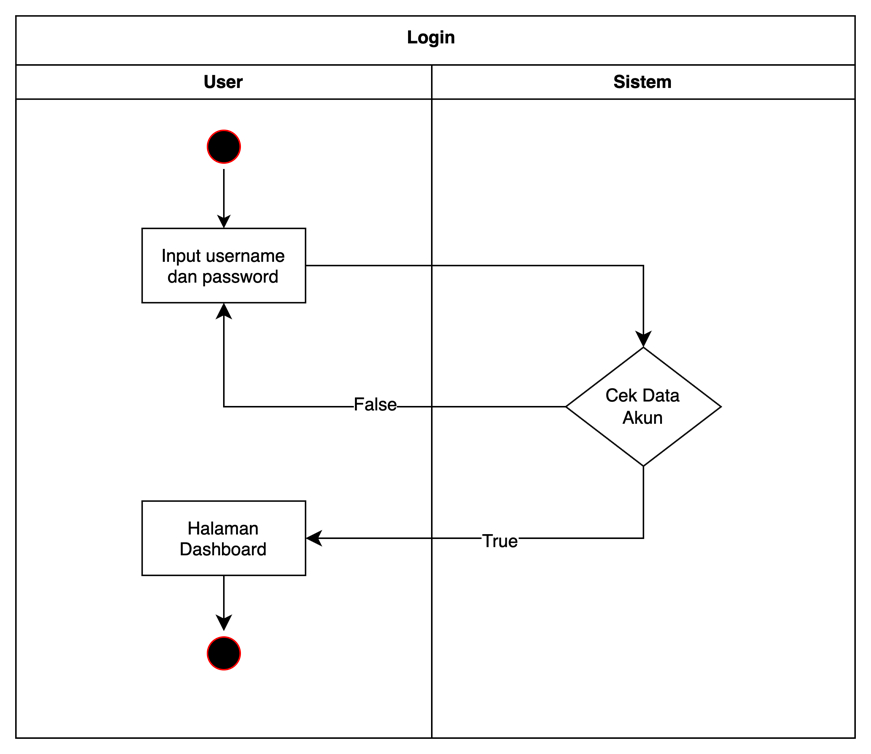 Login
User
Sistem
Input username
dan password
Cek Data
Akun
False
Halaman
Dashboard
True